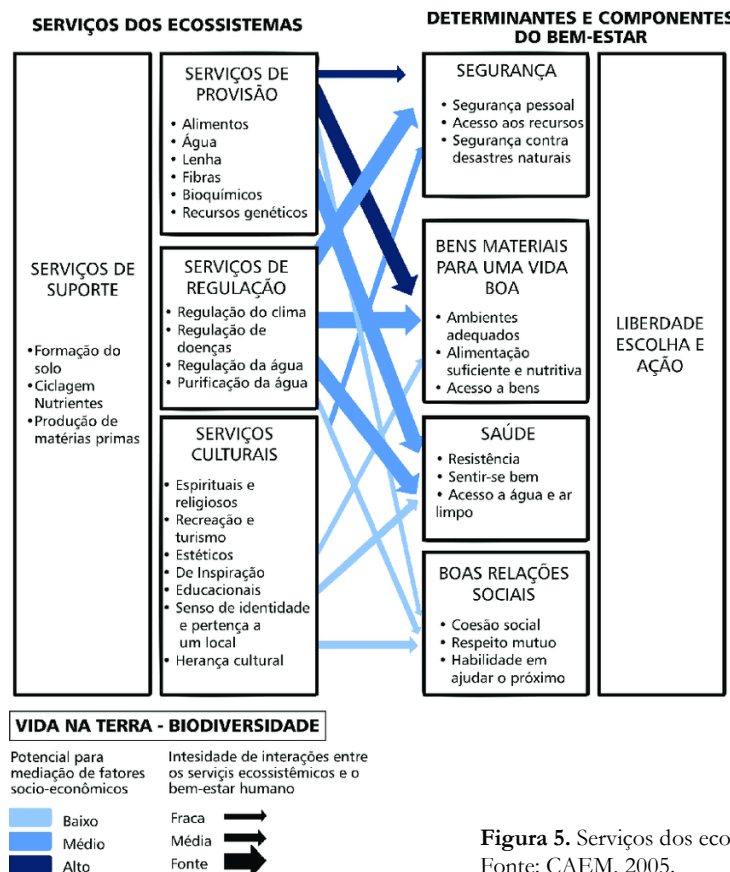 SERVIÇOS DOS ECOSSISTEMAS
DETERMINANTES E COMPONENTES
DO BEM-ESTAR
SERVIÇOS DE
SUPORTE
•Formação do
solo
•Ciclagem
Nutrientes
•Produção de
matérias primas
SERVIÇOS DE
PROVISÃO
• Alimentos
• Água
• Lenha
• Fibras
• Bioquímicos
• Recursos genéticos
SERVIÇOS DE
REGULAÇÃO
• Regulação do clima
• Regulação de
doenças
• Regulação da água
• Purificação da água
SERVIÇOS
CULTURAIS
• Espirituais e
religiosos
• Recreação e
turismo
• Estéticos
• De Inspiração
• Educacionais
• Senso de identidade
e pertença a
um local
• Herança cultural
SEGURANÇA
• Segurança pessoal
• Acesso aos recursos
• Segurança contra
desastres naturais
BENS MATERIAIS
PARA UMA VIDA
BOA
• Ambientes
adequados
• Alimentação
suficiente e nutritiva
• Acesso a bens
SAÚDE
• Resistência
• Sentir-se bem
• Acesso a água e ar
limpo
BOAS RELAÇÕES
SOCIAIS
• Coesão social
• Respeito mutuo
• Habilidade em
ajudar o próximo
LIBERDADE
ESCOLHA E
AÇÃO
VIDA NA TERRA - BIODIVERSIDADE
Potencial para
mediação de fatores
socio-econômicos
Baixo
Médio
Alto
Intesidade de interações entre
os serviçis ecossistêmicos e o
bem-estar humano
Fraca
Média
Fonte
Figura 5. Serviços dos eco
Fonte: CAEM, 2005.